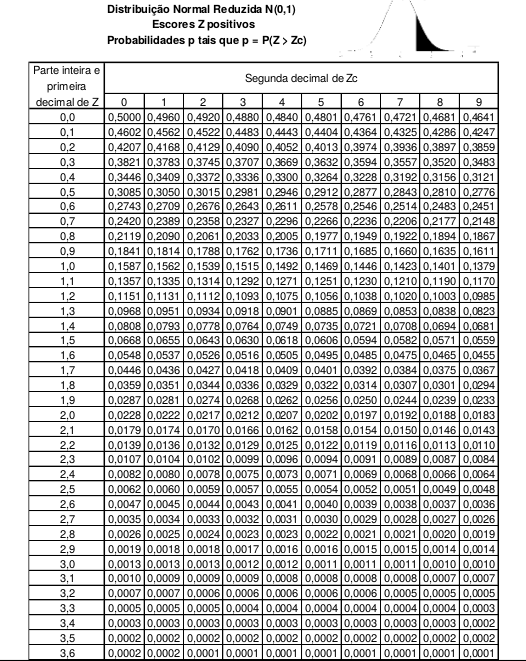 Distribuição Normal Reduzida N(0,1)
Escores Z positivos
Probabilidades p tais que p = P(Z > Zc)
Parte inteira e primeira decimal de Z Segunda decimal de Zc
0 1 2 3 4 5 6 7 8 9
0,0 0,5000 0,4960 0,4920 0,4880 0,4840 0,4801 0,4761 0,4721 0,4681 0,4641
0,1 0,4602 0,4562 0,4522 0,4483 0,4443 0,4404 0,4364 0,4325 0,4286 0,4247
0,2 0,4207 0,4168 0,4129 0,4090 0,4052 0,4013 0,3974 0,3936 0,3897 0,3859
0,3 0,3821 0,3783 0,3745 0,3707 0,3669 0,3632 0,3594 0,3557 0,3520 0,3483
0,4 0,3446 0,3409 0,3372 0,3336 0,3300 0,3264 0,3228 0,3192 0,3156 0,3121
0,5 0,3085 0,3050 0,3015 0,2981 0,2946 0,2912 0,2877 0,2843 0,2810 0,2776
0,6 0,2743 0,2709 0,2676 0,2643 0,2611 0,2578 0,2546 0,2514 0,2483 0,2451
0,7 0,2420 0,2389 0,2358 0,2327 0,2296 0,2266 0,2236 0,2206 0,2177 0,2148
0,8 0,2119 0,2090 0,2061 0,2033 0,2005 0,1977 0,1949 0,1922 0,1894 0,1867
0,9 0,1841 0,1814 0,1788 0,1762 0,1736 0,1711 0,1685 0,1660 0,1635 0,1611
1,0 0,1587 0,1562 0,1539 0,1515 0,1492 0,1469 0,1446 0,1423 0,1401 0,1379
1,1 0,1357 0,1335 0,1314 0,1292 0,1271 0,1251 0,1230 0,1210 0,1190 0,1170
1,2 0,1151 0,1131 0,1112 0,1093 0,1075 0,1056 0,1038 0,1020 0,1003 0,0985
1,3 0,0968 0,0951 0,0934 0,0918 0,0901 0,0885 0,0869 0,0853 0,0838 0,0823
1,4 0,0808 0,0793 0,0778 0,0764 0,0749 0,0735 0,0721 0,0708 0,0694 0,0681
1,5 0,0668 0,0655 0,0643 0,0630 0,0618 0,0606 0,0594 0,0582 0,0571 0,0559
1,6 0,0548 0,0537 0,0526 0,0516 0,0505 0,0495 0,0485 0,0475 0,0465 0,0455
1,7 0,0446 0,0436 0,0427 0,0418 0,0409 0,0401 0,0392 0,0384 0,0375 0,0367
1,8 0,0359 0,0351 0,0344 0,0336 0,0329 0,0322 0,0314 0,0307 0,0301 0,0294
1,9 0,0287 0,0281 0,0274 0,0268 0,0262 0,0256 0,0250 0,0244 0,0239 0,0233
2,0 0,0228 0,0222 0,0217 0,0212 0,0207 0,0202 0,0197 0,0192 0,0188 0,0183
2,1 0,0179 0,0174 0,0170 0,0166 0,0162 0,0158 0,0154 0,0150 0,0146 0,0143
2,2 0,0139 0,0136 0,0132 0,0129 0,0125 0,0122 0,0119 0,0116 0,0113 0,0110
2,3 0,0107 0,0104 0,0102 0,0099 0,0096 0,0094 0,0091 0,0089 0,0087 0,0084
2,4 0,0082 0,0080 0,0078 0,0075 0,0073 0,0071 0,0069 0,0068 0,0066 0,0064
2,5 0,0062 0,0060 0,0059 0,0057 0,0055 0,0054 0,0052 0,0051 0,0049 0,0048
2,6 0,0047 0,0045 0,0044 0,0043 0,0041 0,0040 0,0039 0,0038 0,0037 0,0036
2,7 0,0035 0,0034 0,0033 0,0032 0,0031 0,0030 0,0029 0,0028 0,0027 0,0026
2,8 0,0026 0,0025 0,0024 0,0023 0,0023 0,0022 0,0021 0,0021 0,0020 0,0019
2,9 0,0019 0,0018 0,0018 0,0017 0,0016 0,0016 0,0015 0,0015 0,0014 0,0014
3,0 0,0013 0,0013 0,0013 0,0012 0,0012 0,0011 0,0011 0,0011 0,0010 0,0010
3,1 0,0010 0,0009 0,0009 0,0009 0,0008 0,0008 0,0008 0,0008 0,0007 0,0007
3,2 0,0007 0,0007 0,0006 0,0006 0,0006 0,0006 0,0006 0,0005 0,0005 0,0005
3,3 0,0005 0,0005 0,0005 0,0004 0,0004 0,0004 0,0004 0,0004 0,0004 0,0003
3,4 0,0003 0,0003 0,0003 0,0003 0,0003 0,0003 0,0003 0,0003 0,0003 0,0002
3,5 0,0002 0,0002 0,0002 0,0002 0,0002 0,0002 0,0002 0,0002 0,0002 0,0002
3,6 0,0002 0,0002 0,0001 0,0001 0,0001 0,0001 0,0001 0,0001 0,0001 0,0001